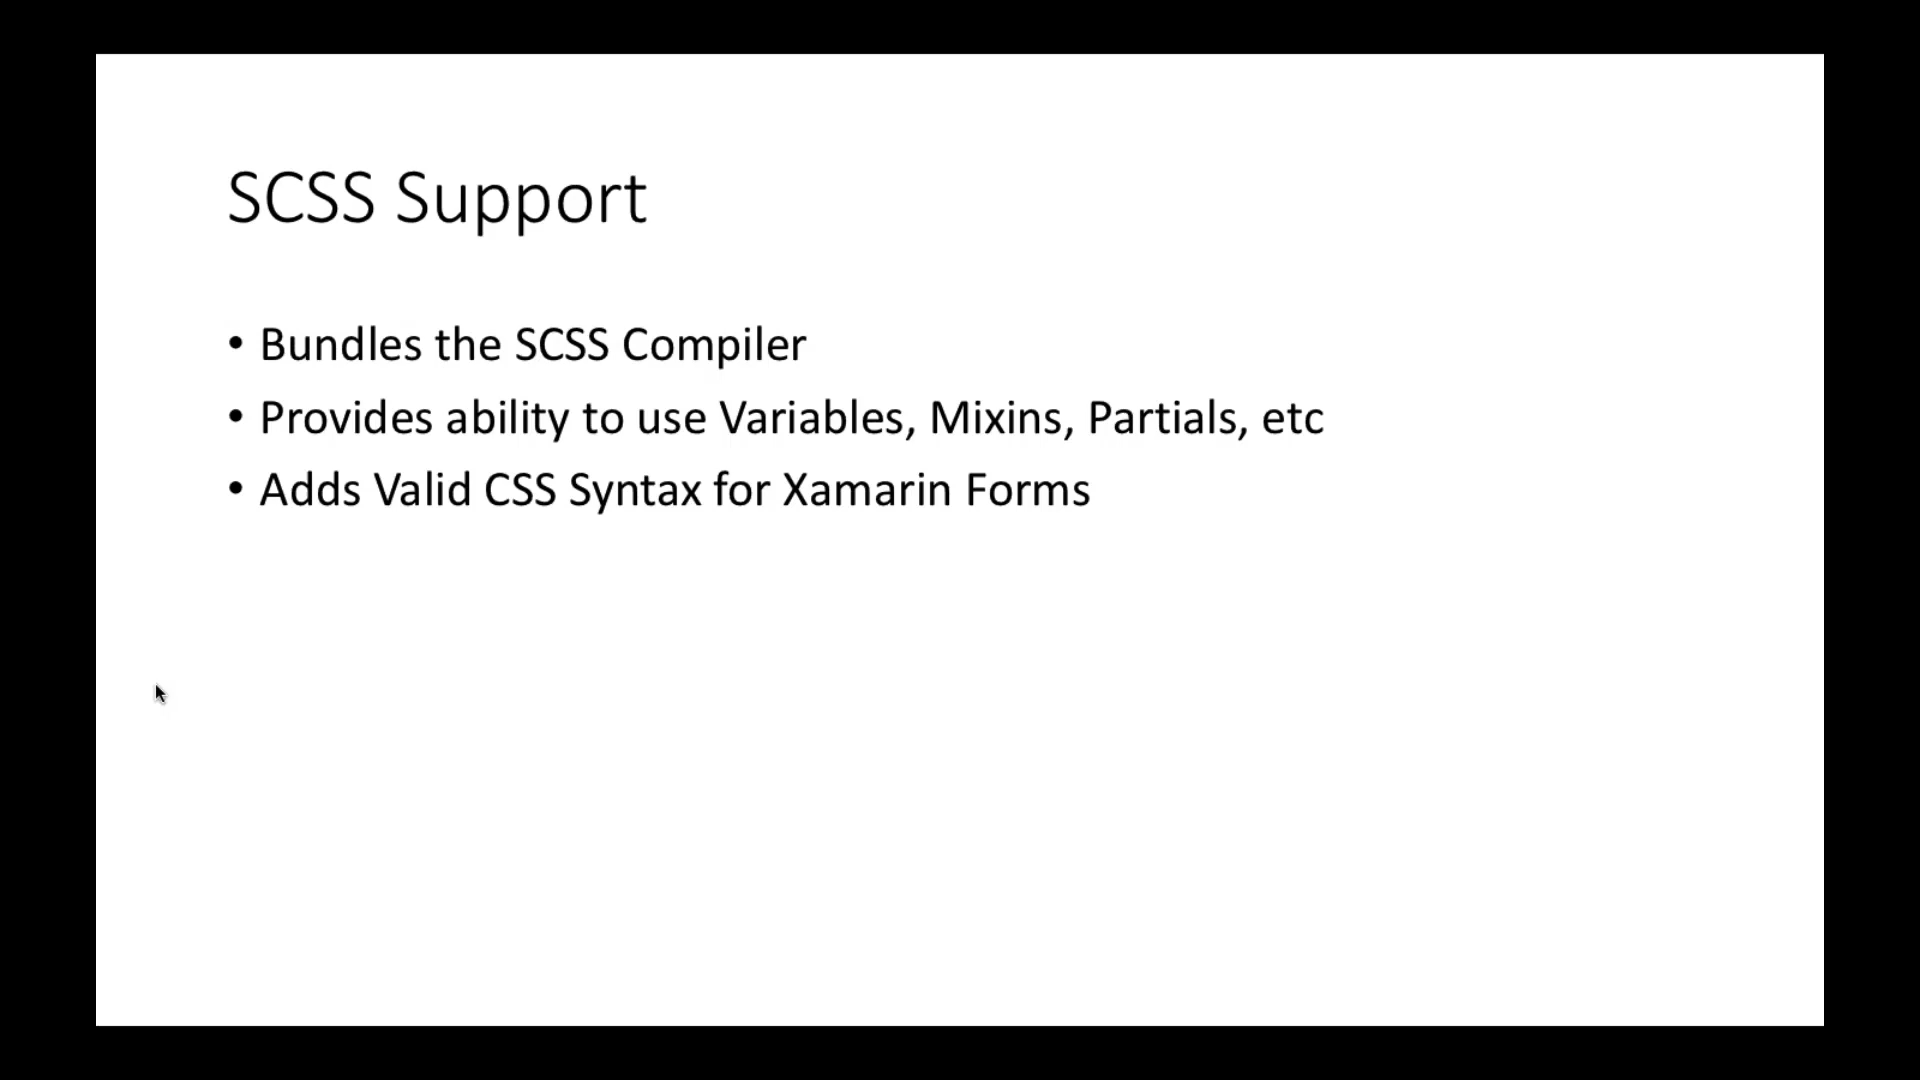 SCSS Support
• Bundles the SCSS Compiler
• Provides ability to use Variables, Mixins, Partials, etc
• Adds Valid CSS Syntax for Xamarin Forms